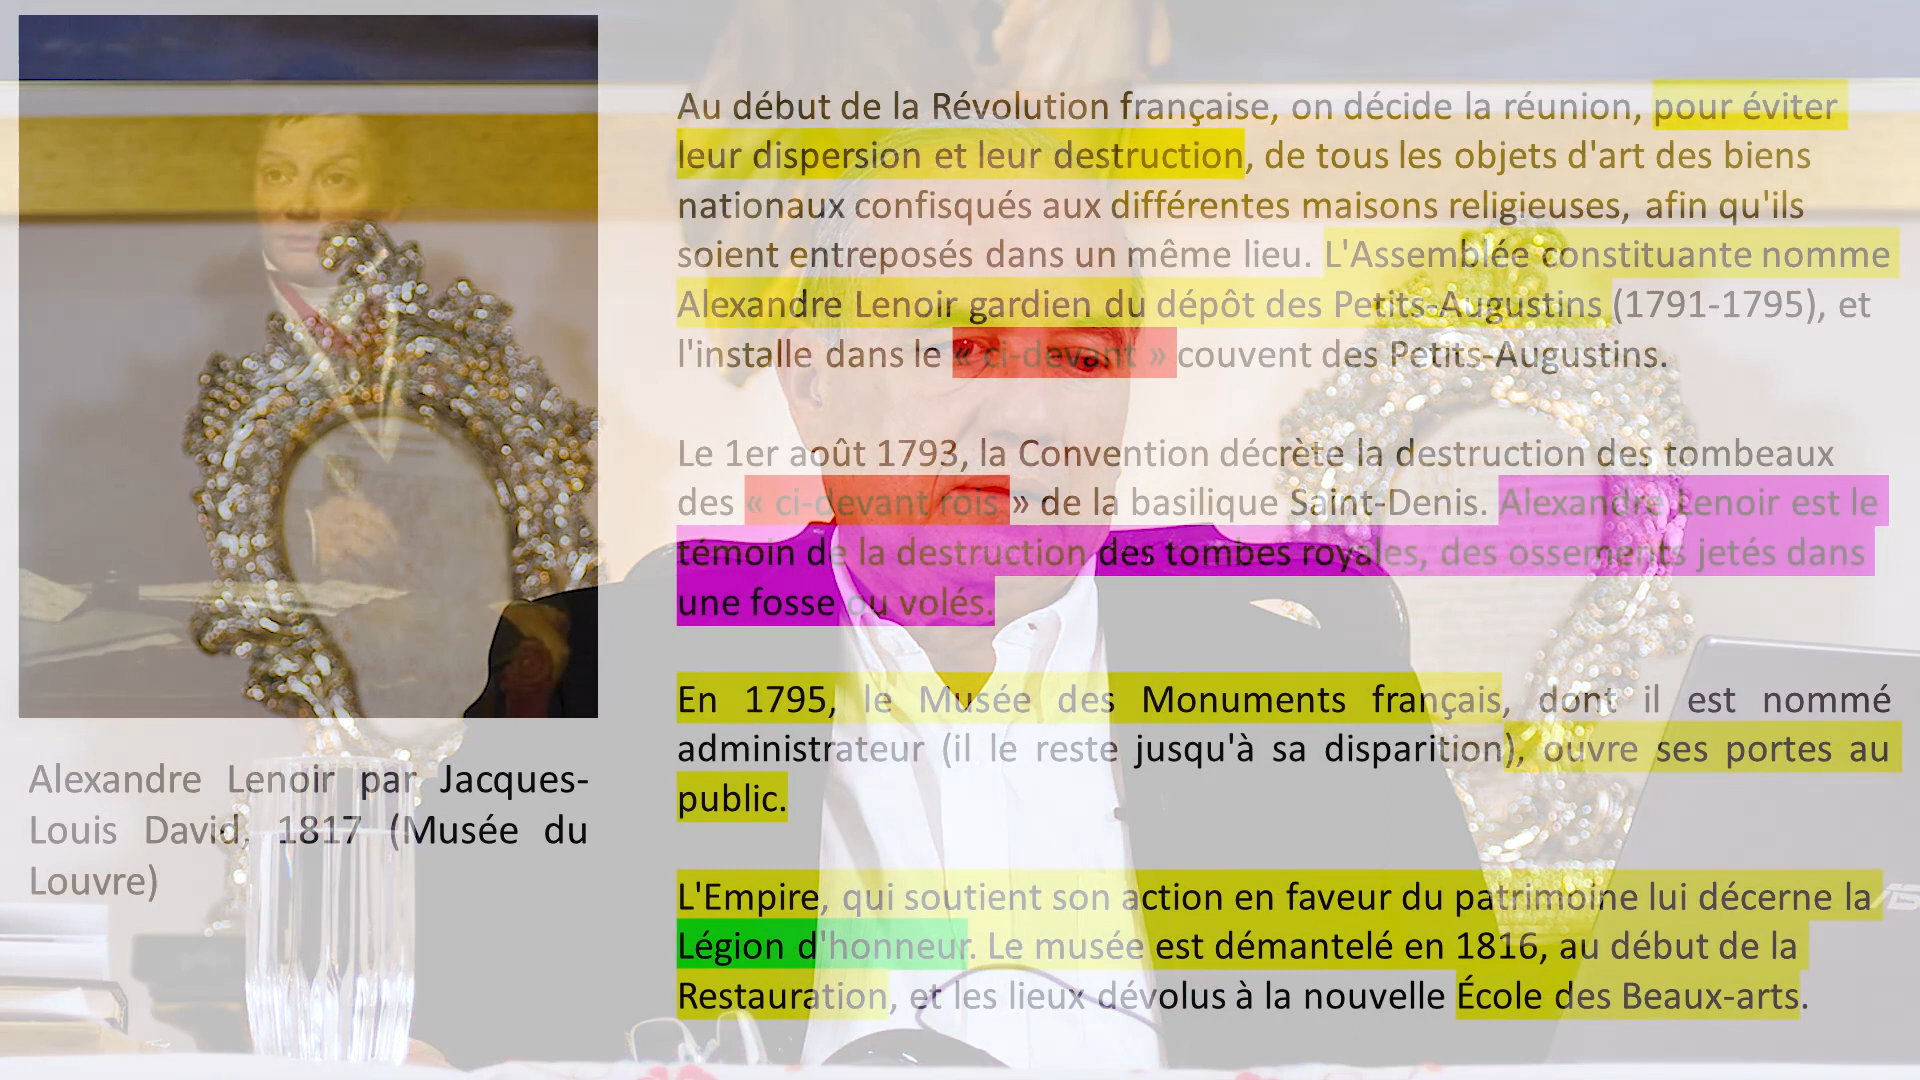 Au début de la Révolution française, on décide la réunion, pour éviter
leur dispersion et leur destruction, de tous les objets d'art des biens
nationaux confisqués aux différentes maisons religieuses, afin qu'ils
soient entreposés dans un même lieu. L'Assemblée constituante nomme
Alexandre Lenoir gardien du dépôt des Petits-Augustins (1791-1795), et
l'installe dans le « ci-devant » couvent des Petits-Augustins.
Le 1er août 1793, la Convention décrète la destruction des tombeaux
des « ci-devant rois » de la basilique Saint-Denis. Alexandre Lenoir est le
témoin de la destruction des tombes royales, des ossements jetés dans
une fosse ou volés.
En 1795, le Musée des Monuments français, dont il est nommé
administrateur (il le reste jusqu'à sa disparition), ouvre ses portes au
public.
L'Empire, qui soutient son action en faveur du patrimoine lui décerne la
Légion d'honneur. Le musée est démantelé en 1816, au début de la
Restauration, et les lieux dévolus à la nouvelle École des Beaux-arts.
Alexandre Lenoir par Jacques-
Louis David, 1817 (Musée du
Louvre)